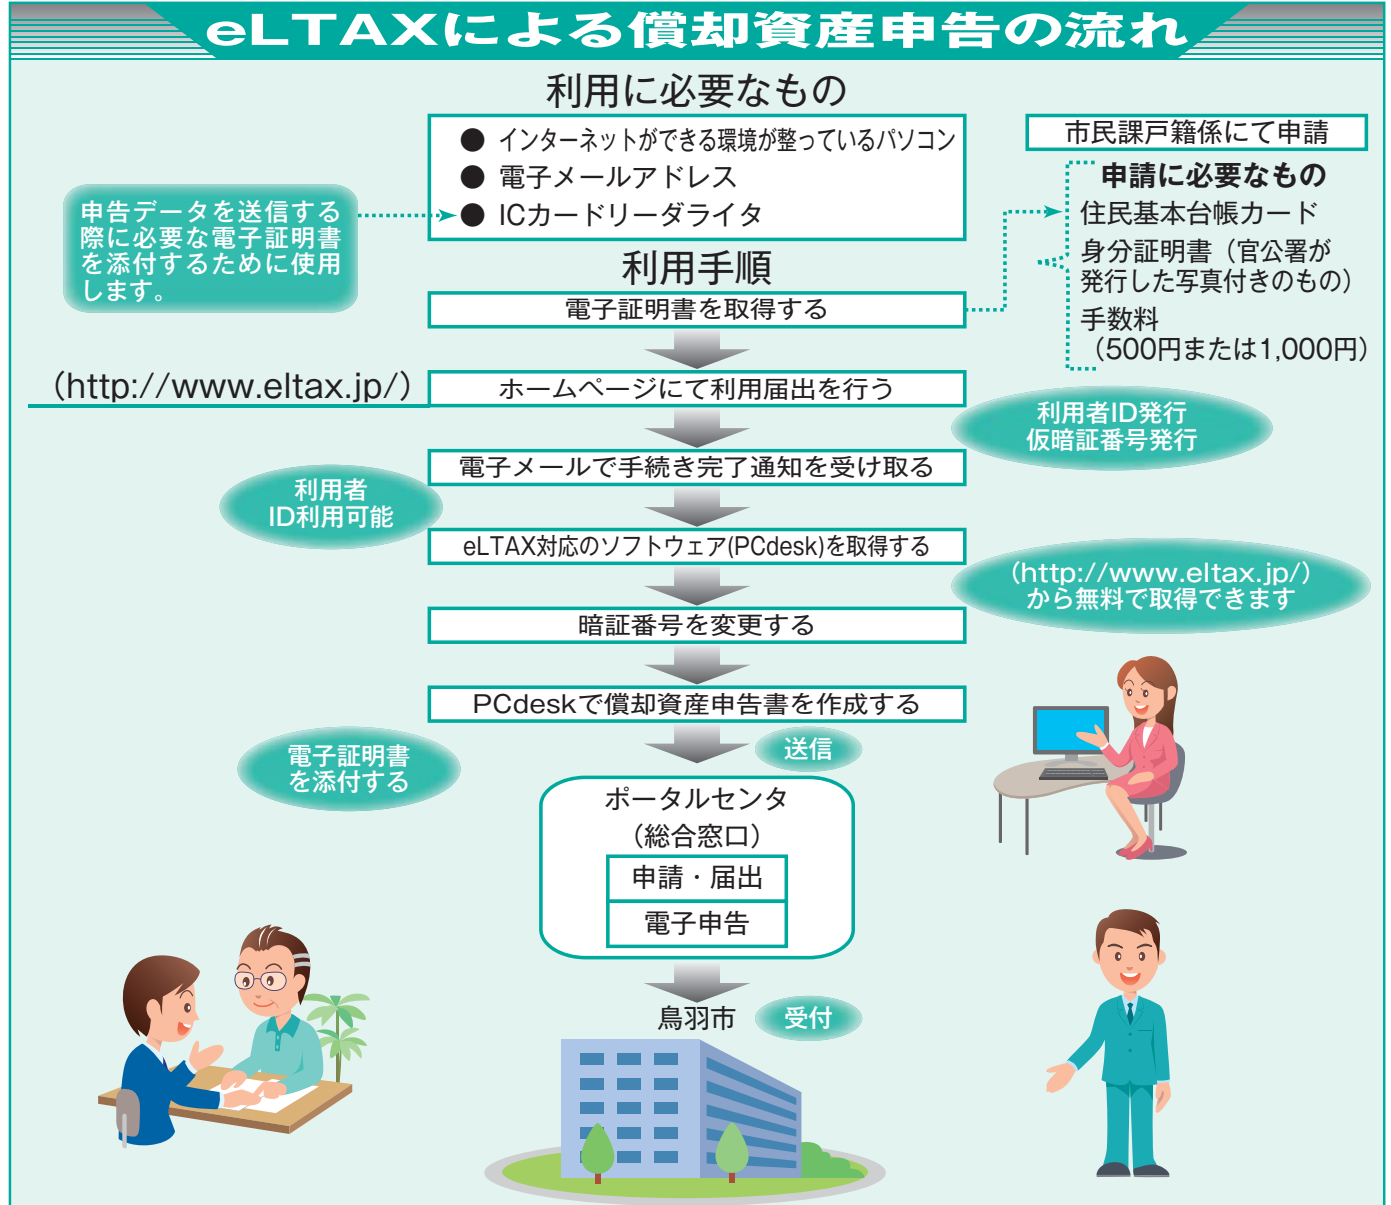 eLTAXによる償却資産申告の流れ
利用に必要なもの
● インターネットができる環境が整っているパソコン
● 電子メールアドレス
● ICカードリーダライタ
申告データを送信する
際に必要な電子証明書
を添付するために使用
します。
市民課戸籍係にて申請
申請に必要なもの
住民基本台帳カード
身分証明書（官公署が
発行した写真付きのもの）
手数料
（500円または1,000円）
利用手順
電子証明書を取得する
（http://www.eltax.jp/）
ホームページにて利用届出を行う
利用者ID発行
仮暗証番号発行
電子メールで手続き完了通知を受け取る
利用者
ID利用可能
eLTAX対応のソフトウェア(PCdesk)を取得する
（http://www.eltax.jp/）
から無料で取得できます
暗証番号を変更する
PCdeskで償却資産申告書を作成する
電子証明書
を添付する
送信
ポータルセンタ
（総合窓口）
申請・届出
電子申告
鳥羽市
受付